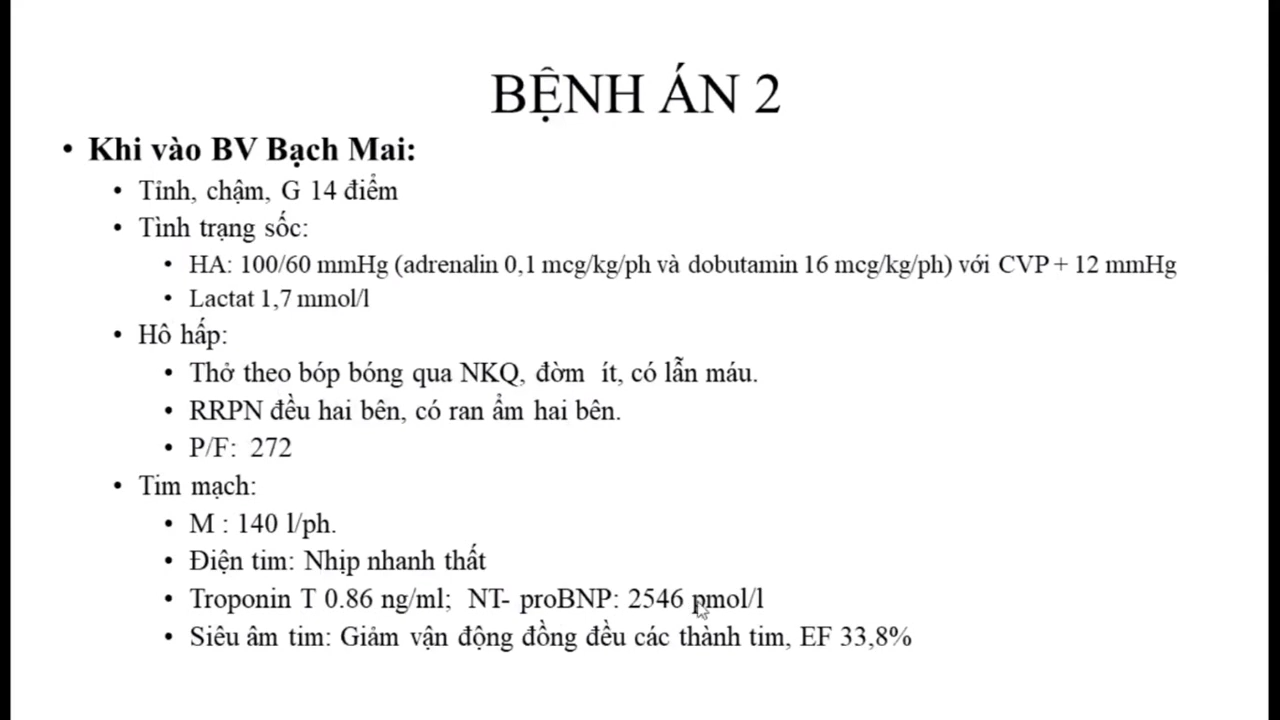 BỆNH ÁN 2
• Khi vào BV Bạch Mai:
• Tỉnh, chậm, G 14 điểm
• Tình trạng sốc:
• HA: 100/60 mmHg (adrenalin 0,1 mcg/kg/ph và dobutamin 16 mcg/kg/ph) với CVP + 12 mmHg
• Lactat 1,7 mmol/l
• Hô hấp:
• Thở theo bóp bóng qua NKQ, đờm ít, có lẫn máu.
• RRPN đều hai bên, có ran ẩm hai bên.
• P/F: 272
• Tim mạch:
• M : 140 l/ph.
• Điện tim: Nhịp nhanh thất
• Troponin T 0.86 ng/ml; NT- proBNP: 2546 pmol/l
• Siêu âm tim: Giảm vận động đồng đều các thành tim, EF 33,8%